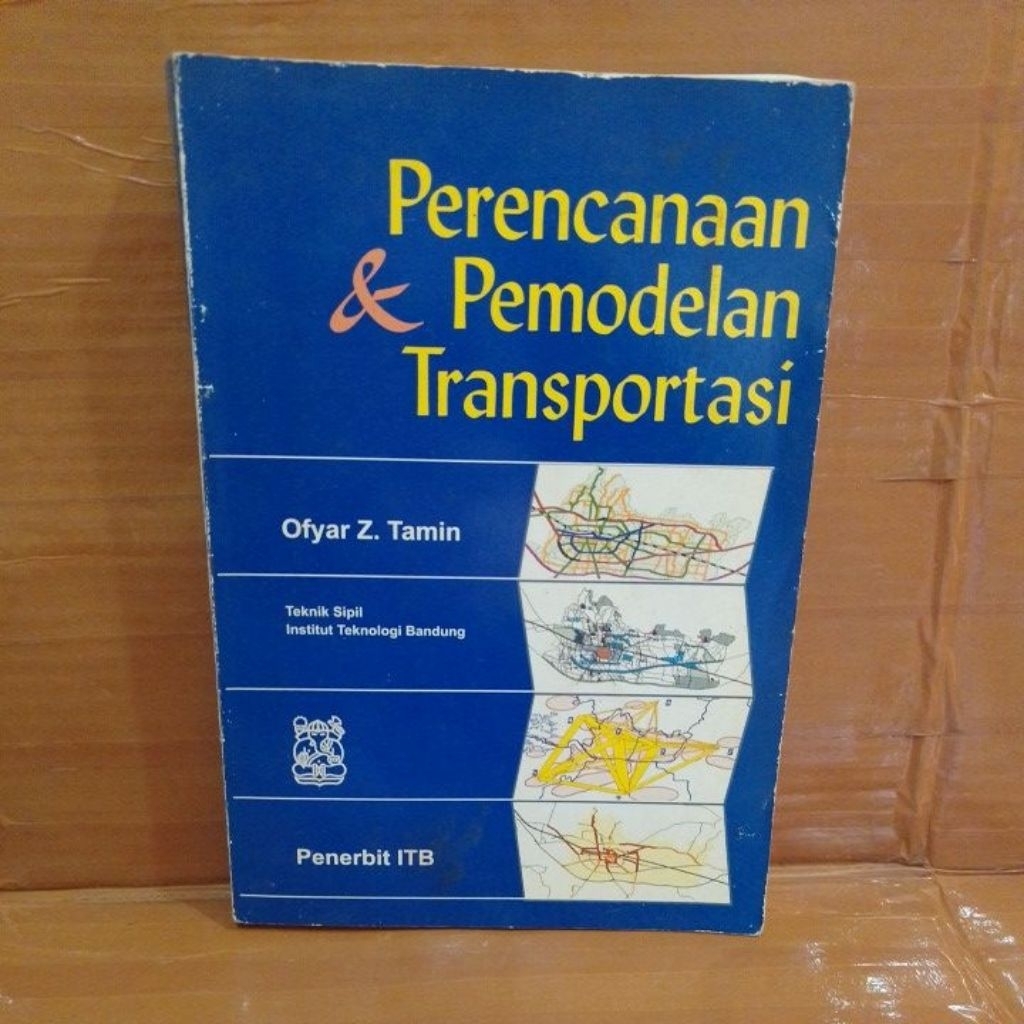 Perencanaan
& Pemodelan
Transportasi
Ofyar Z. Tamin
Teknik Sipil
Institut Teknologi Bandung
Penerbit ITB